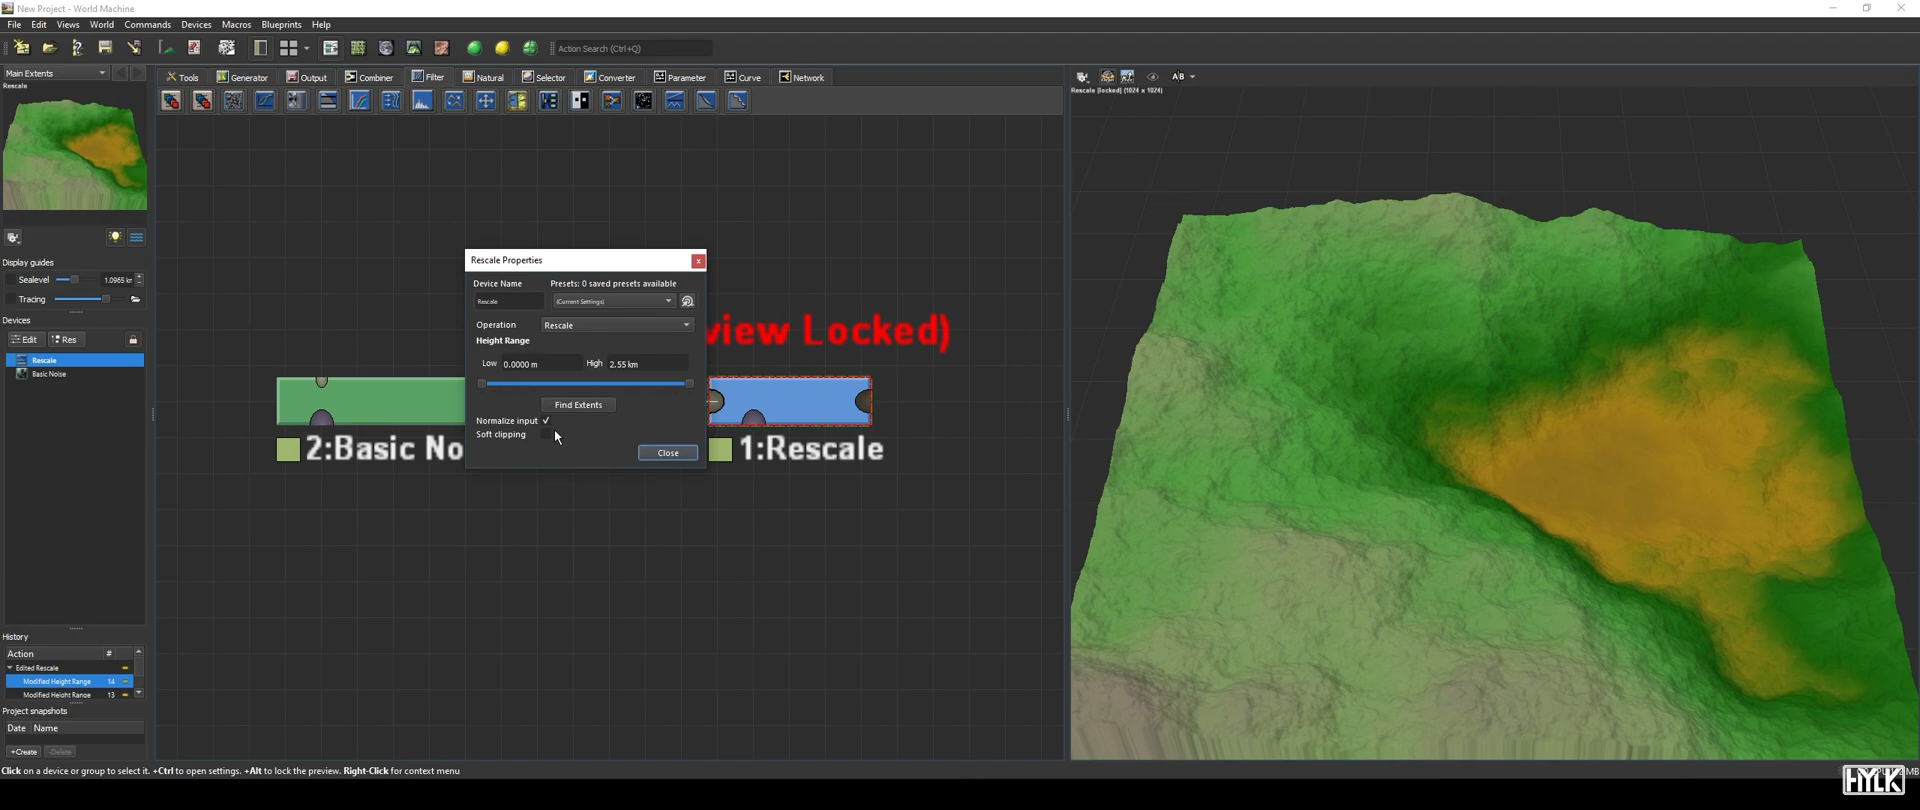 New Project - World Machine
File Edit Views World Commands Devices Macros Blueprints Help
Action Search (Ctrl+Q)
Main Extents
Tools Generator Output Combiner Filter Natural Selector Converter Parameter Curve Network
AB
Rescale
Rescale [locked] (1024 x 1024)
Display guides
Sealevel 1.0965 kr
Tracing
Devices
Edit Res
Rescale
Basic Noise
Rescale Properties
x
Device Name Presets: 0 saved presets available
Rescale (Current Settings)
Operation Rescale
Height Range
Low 0.0000 m High 2.55 km
Find Extents
Normalize input
Soft clipping
Close
view Locked)
2:Basic No
1:Rescale
History
Action #
Edited Rescale
Modified Height Range 14
Modified Height Range 13
Project snapshots
Date Name
+Create -Delete
Click on a device or group to select it. +Ctrl to open settings. +Alt to lock the preview. Right-Click for context menu
MB
HYLK